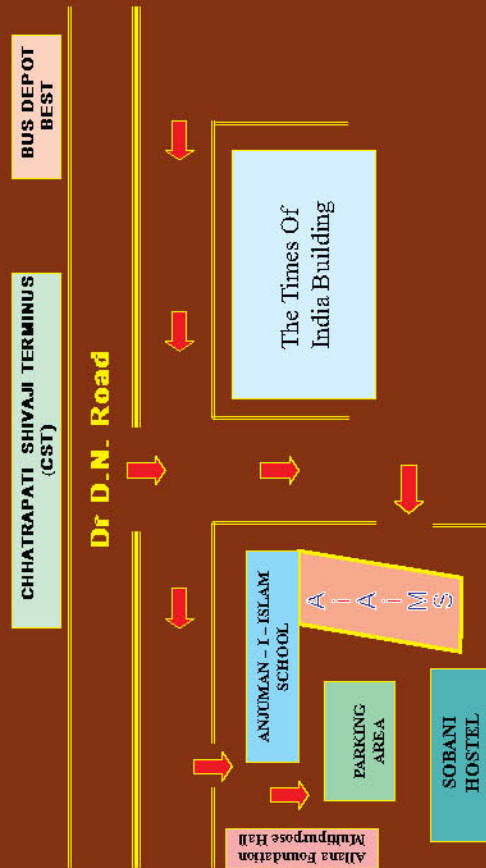 BUS DEPOT
BEST
CHHATRAPATI SHIVAJI TERMINUS
(CST)
Dr D.N. Road
The Times Of
India Building
ANJUMAN – I – ISLAM
SCHOOL
A i A i M S
PARKING
AREA
SOBANI
HOSTEL
Allana Foundation
Multipurpose Hall